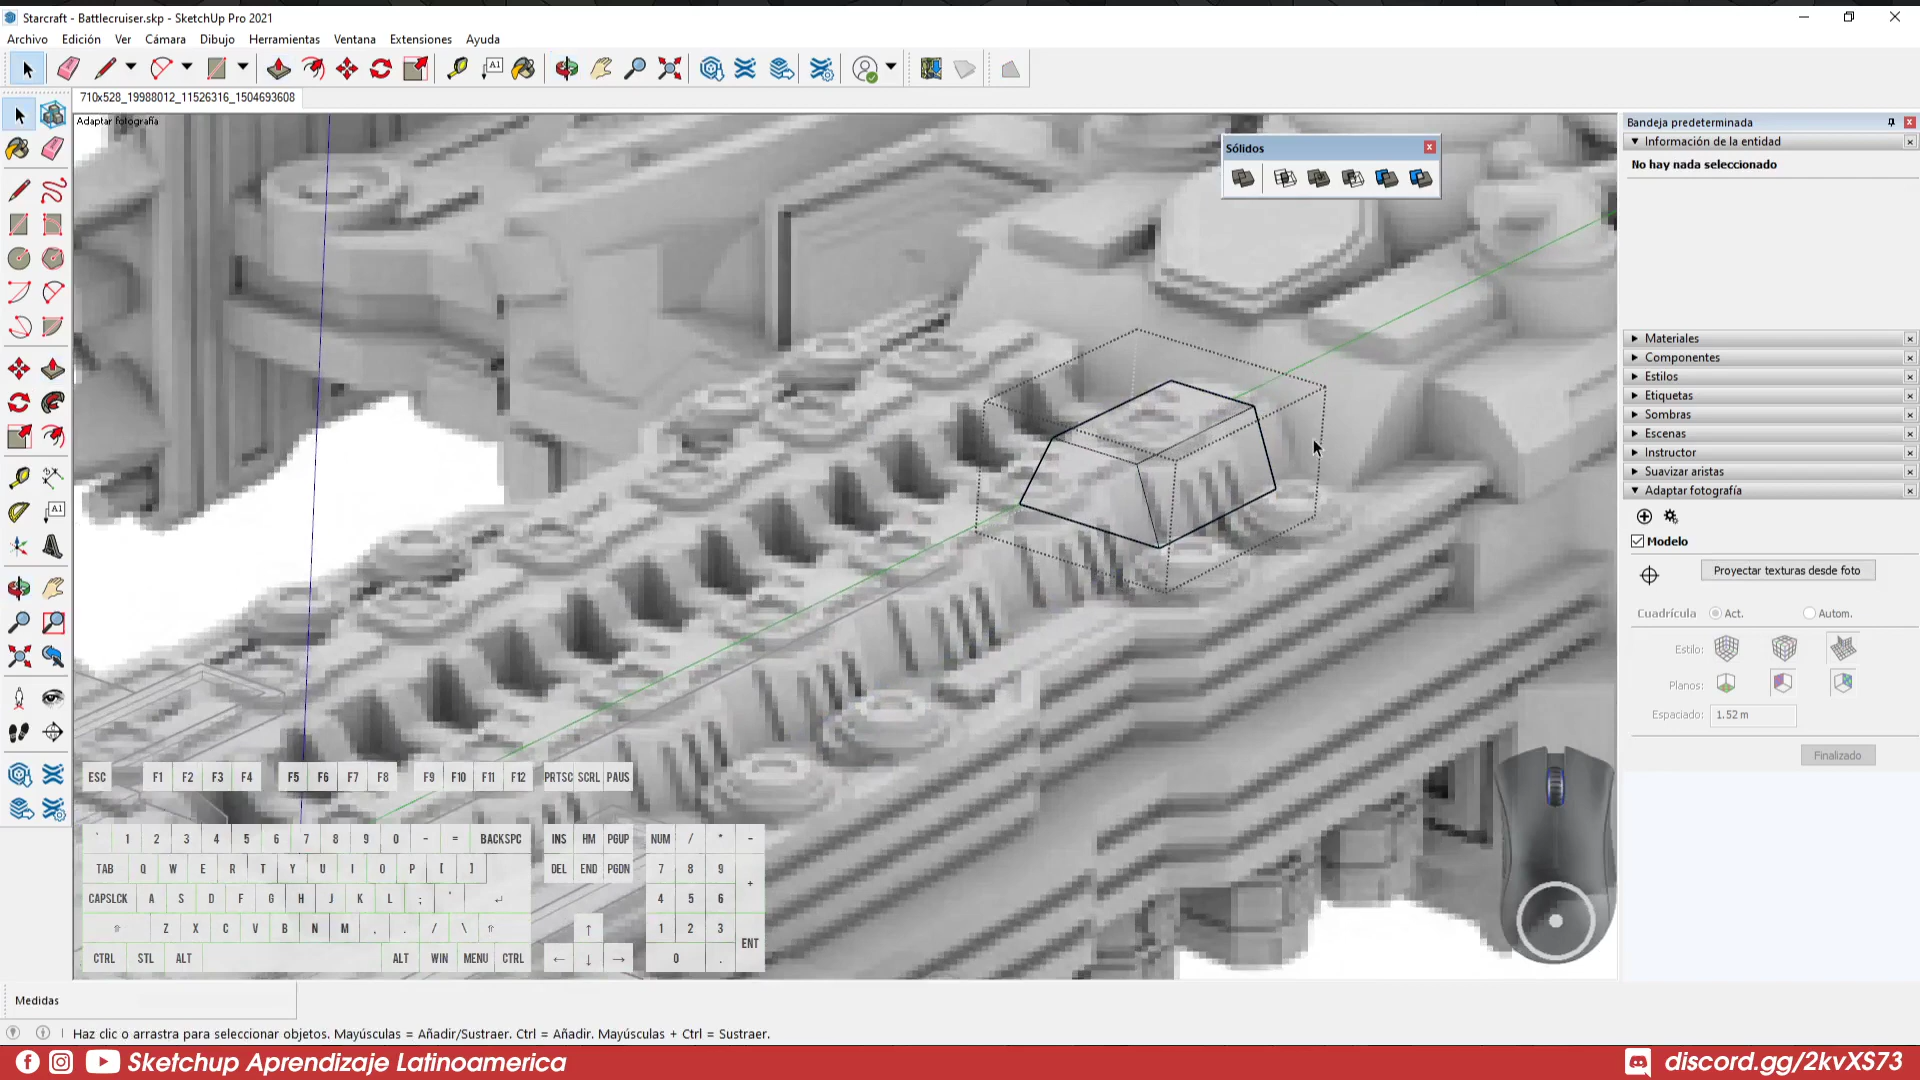 Starcraft - Battlecruiser.skp - SketchUp Pro 2021
Archivo Edición Ver Cámara Dibujo Herramientas Ventana Extensiones Ayuda
A1
710x528_19988012_11526316_1504693608
Adaptar fotografía
Sólidos
Bandeja predeterminada
Información de la entidad
No hay nada seleccionado
Materiales
Componentes
Estilos
Etiquetas
Sombras
Escenas
Instructor
Suavizar aristas
Adaptar fotografía
Modelo
Proyectar texturas desde foto
Cuadrícula Act. Autom.
Estilo:
Planos:
Espaciado: 1.52 m
Finalizado
A1
ESC F1 F2 F3 F4 F5 F6 F7 F8 F9 F10 F11 F12 PRTSC SCRL PAUS
` 1 2 3 4 5 6 7 8 9 0 - = BACKSPC INS HM PGUP NUM / * -
TAB Q W E R T Y U I O P [ ] DEL END PGDN 7 8 9 +
CAPSLCK A S D F G H J K L ; ' 4 5 6
Z X C V B N M , . / \ ↑ 1 2 3 ENT
CTRL STL ALT ALT WIN MENU CTRL ← ↓ → 0 .
Medidas
Haz clic o arrastra para seleccionar objetos. Mayúsculas = Añadir/Sustraer. Ctrl = Añadir. Mayúsculas + Ctrl = Sustraer.
Sketchup Aprendizaje Latinoamerica discord.gg/2kvXS73